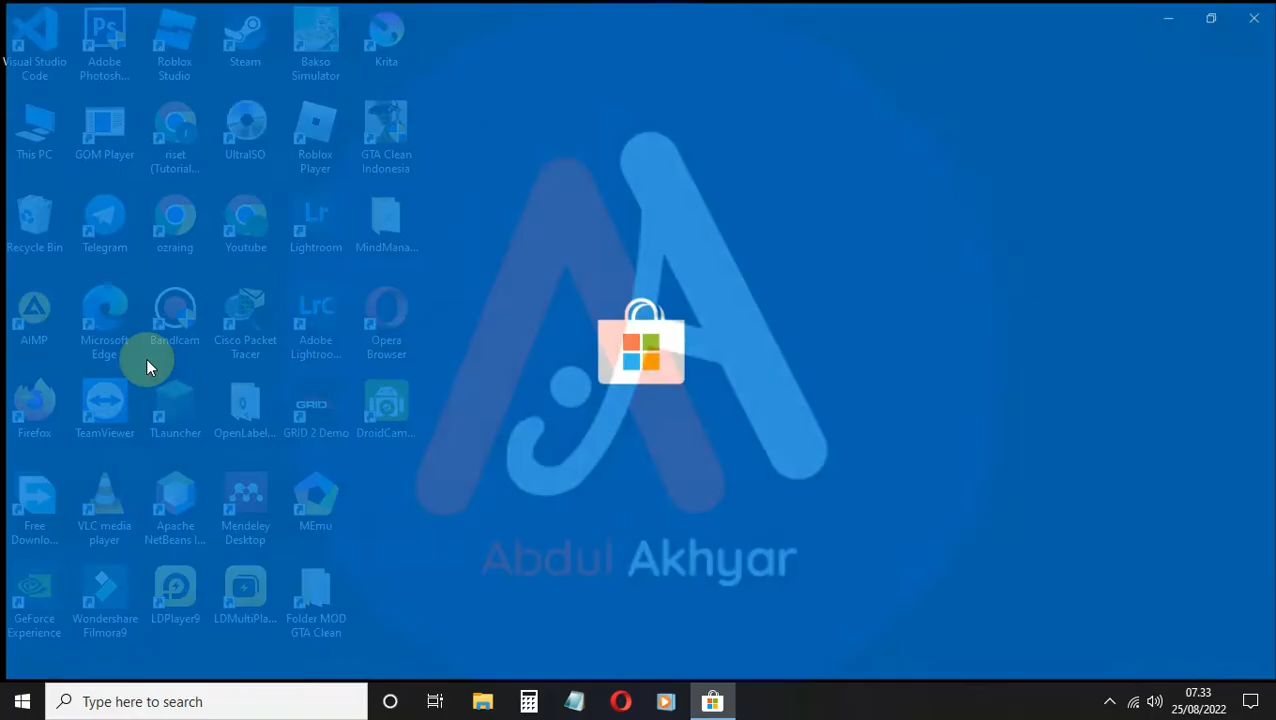 Visual Studio
Code
Adobe
Photosh...
Roblox
Studio
Steam
Bakso
Simulator
Krita
This PC
GOM Player
riset
(Tutorial...
UltraISO
Roblox
Player
GTA Clean
Indonesia
Recycle Bin
Telegram
ozraing
Youtube
Lightroom
MindMana...
AIMP
Microsoft
Edge
Bandicam
Cisco Packet
Tracer
Adobe
Lightroo...
Opera
Browser
Firefox
TeamViewer
TLauncher
OpenLabel...
GRID 2 Demo
DroidCam...
Free
Downlo...
VLC media
player
Apache
NetBeans I...
Mendeley
Desktop
MEmu
GeForce
Experience
Wondershare
Filmora9
LDPlayer9
LDMultiPla...
Folder MOD
GTA Clean
Ps
Lr
LrC
GRID
Abdul Akhyar
Type here to search
07.33
25/08/2022